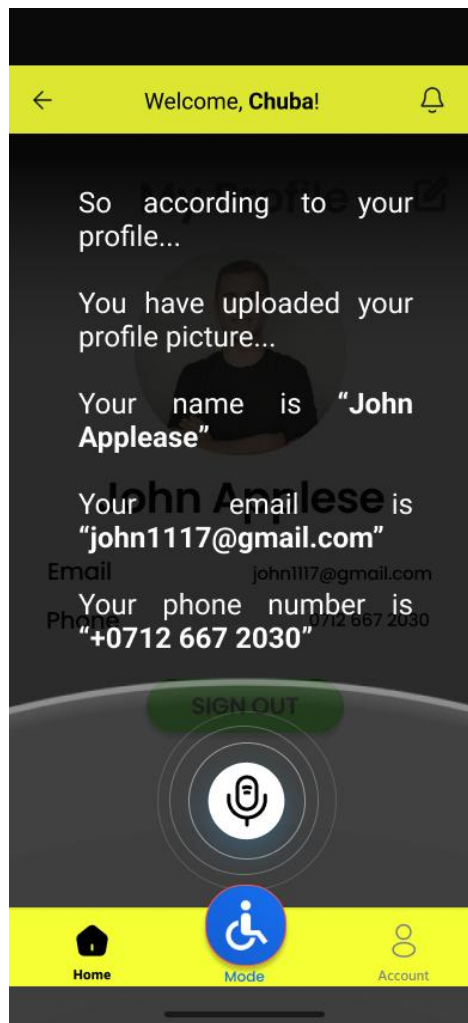 Welcome, Chuba!
My Profile
So according to your
profile...
You have uploaded your
profile picture...
Your name is “John
Applease”
John Applese
Your email is
“john1117@gmail.com”
Email john1117@gmail.com
Your phone number is
Phone 0712 667 2030
“+0712 667 2030”
SIGN OUT
Home
Mode
Account